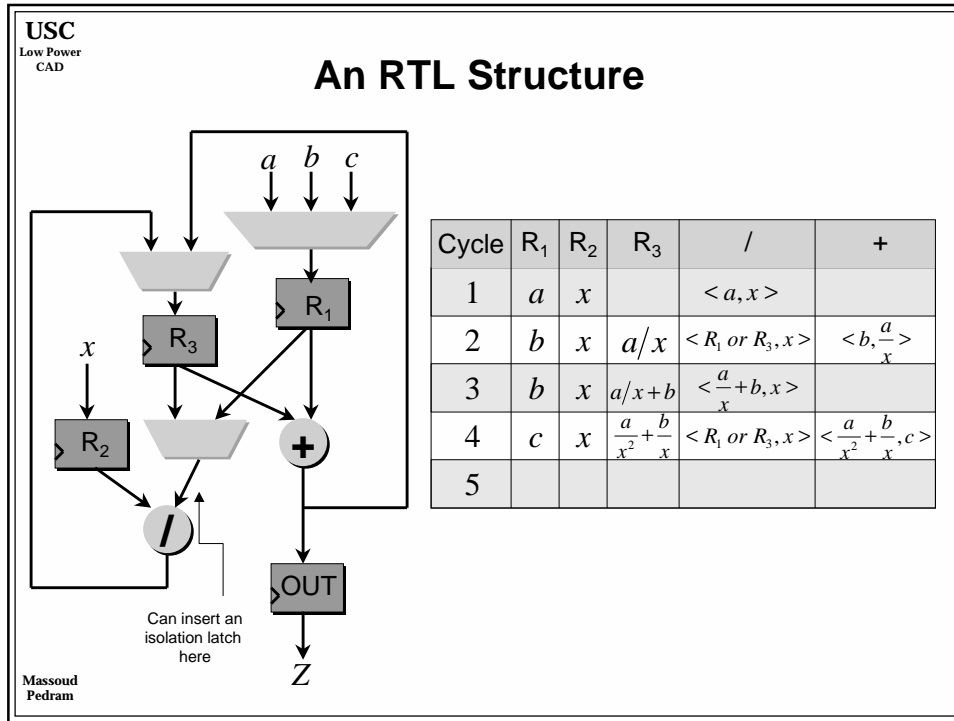 USC
Low Power
CAD
An RTL Structure
a b c
R₁
R₃
x
R₂
+
/
OUT
Z
Can insert an
isolation latch
here
Cycle R₁ R₂ R₃ / +
1 a x < a, x >
2 b x a/x < R₁ or R₃, x > < b, a/x >
3 b x a/x + b < a/x + b, x >
4 c x a/x² + b/x < R₁ or R₃, x > < a/x² + b/x, c >
5
Massoud
Pedram